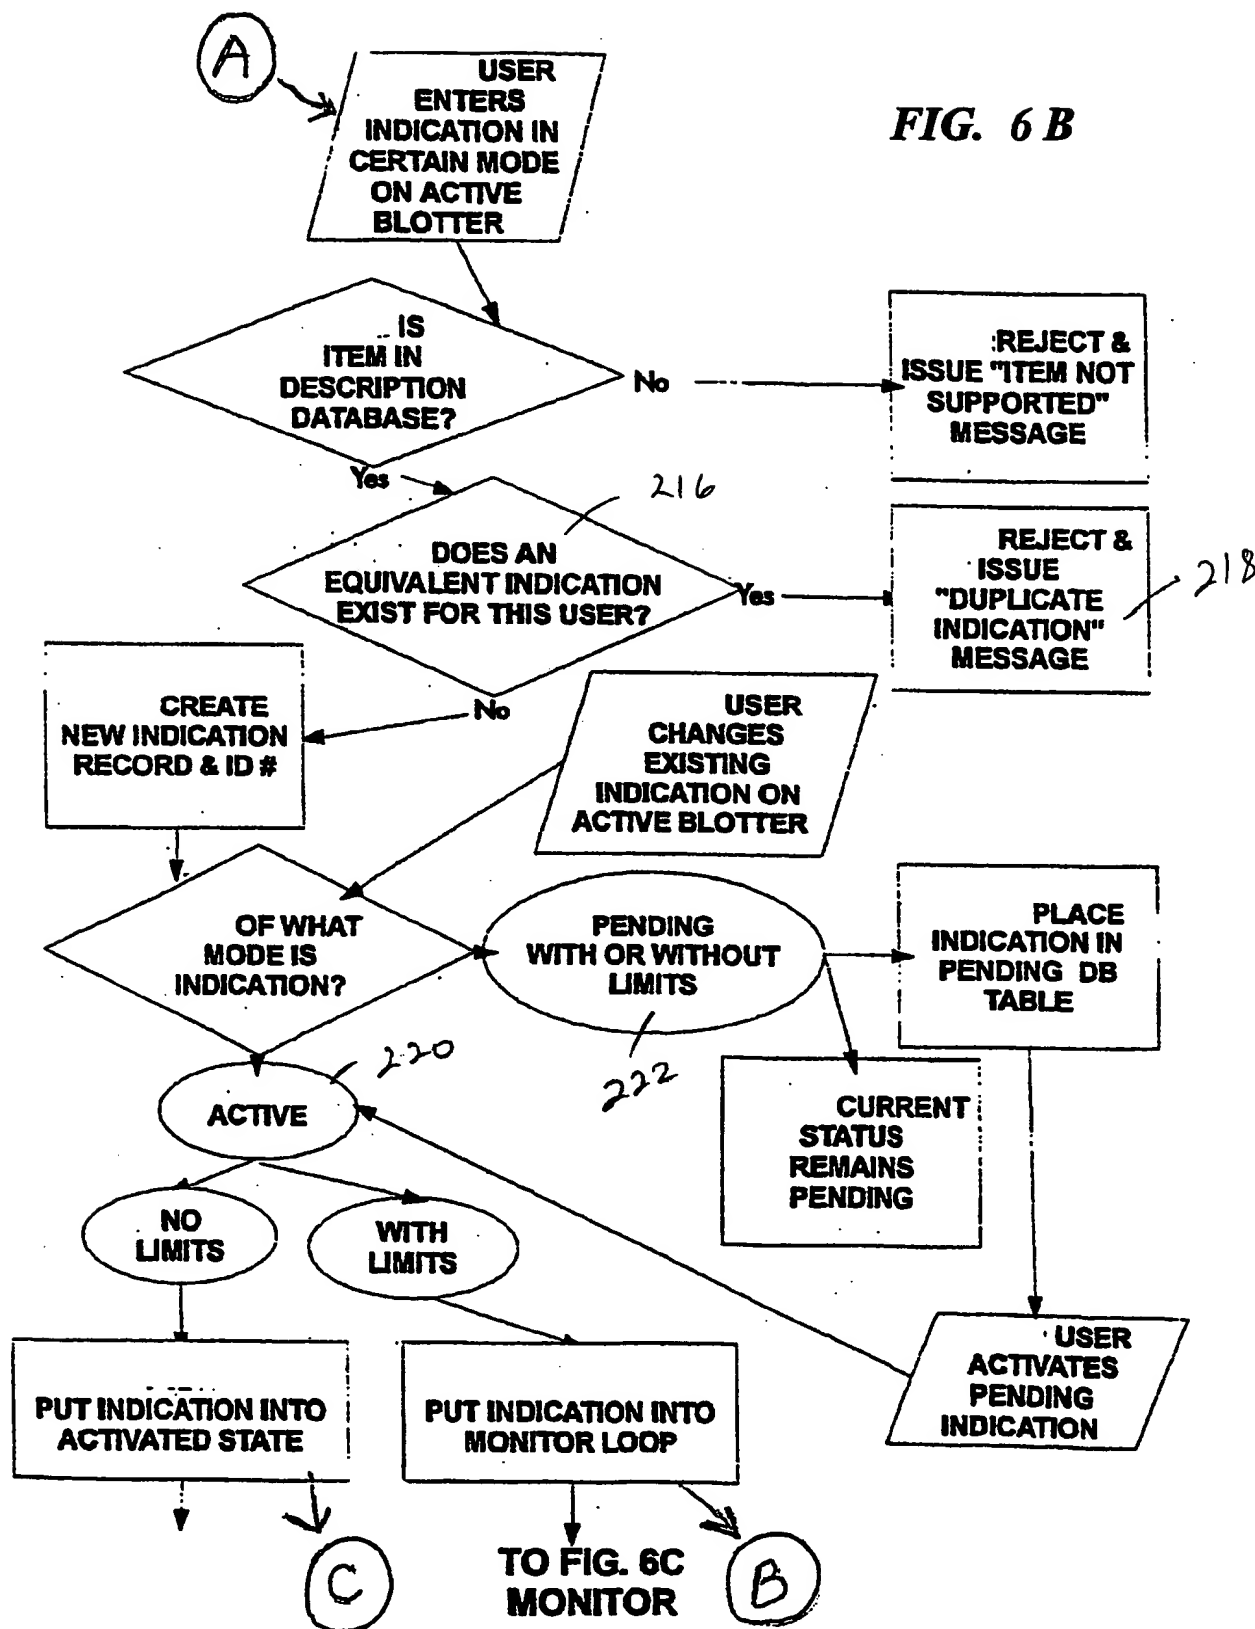 A
USER
ENTERS
INDICATION IN
CERTAIN MODE
ON ACTIVE
BLOTTER
FIG. 6 B
IS
ITEM IN
DESCRIPTION
DATABASE?
No
REJECT &
ISSUE "ITEM NOT
SUPPORTED"
MESSAGE
Yes
216
DOES AN
EQUIVALENT INDICATION
EXIST FOR THIS USER?
Yes
REJECT &
ISSUE
"DUPLICATE
INDICATION"
MESSAGE
218
No
CREATE
NEW INDICATION
RECORD & ID #
USER
CHANGES
EXISTING
INDICATION ON
ACTIVE BLOTTER
OF WHAT
MODE IS
INDICATION?
PENDING
WITH OR WITHOUT
LIMITS
222
PLACE
INDICATION IN
PENDING DB
TABLE
220
ACTIVE
CURRENT
STATUS
REMAINS
PENDING
NO
LIMITS
WITH
LIMITS
USER
ACTIVATES
PENDING
INDICATION
PUT INDICATION INTO
ACTIVATED STATE
PUT INDICATION INTO
MONITOR LOOP
C
TO FIG. 6C
MONITOR
B